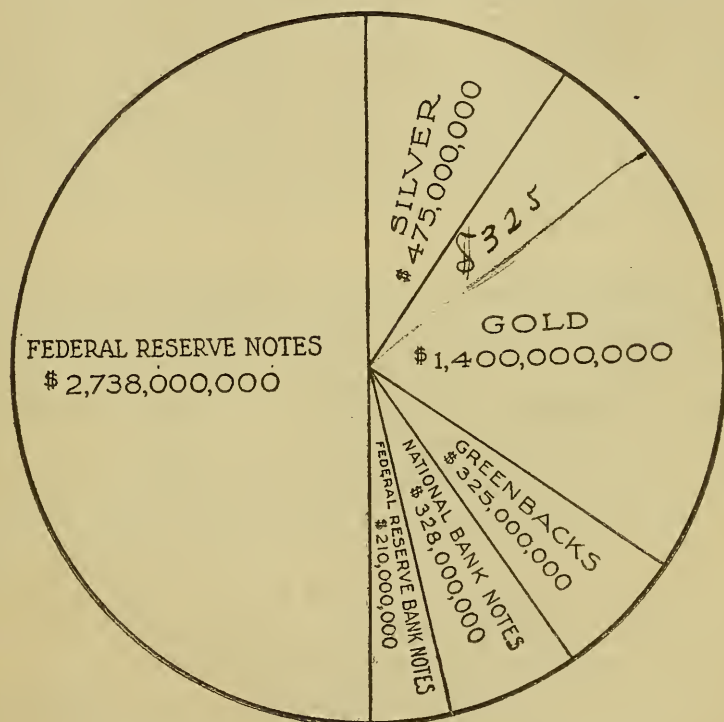 SILVER
$ 475,000,000
$325
GOLD
$ 1,400,000,000
FEDERAL RESERVE NOTES
$ 2,738,000,000
GREENBACKS
$ 325,000,000
NATIONAL BANK NOTES
$ 328,000,000
FEDERAL RESERVE BANK NOTES
$ 210,000,000